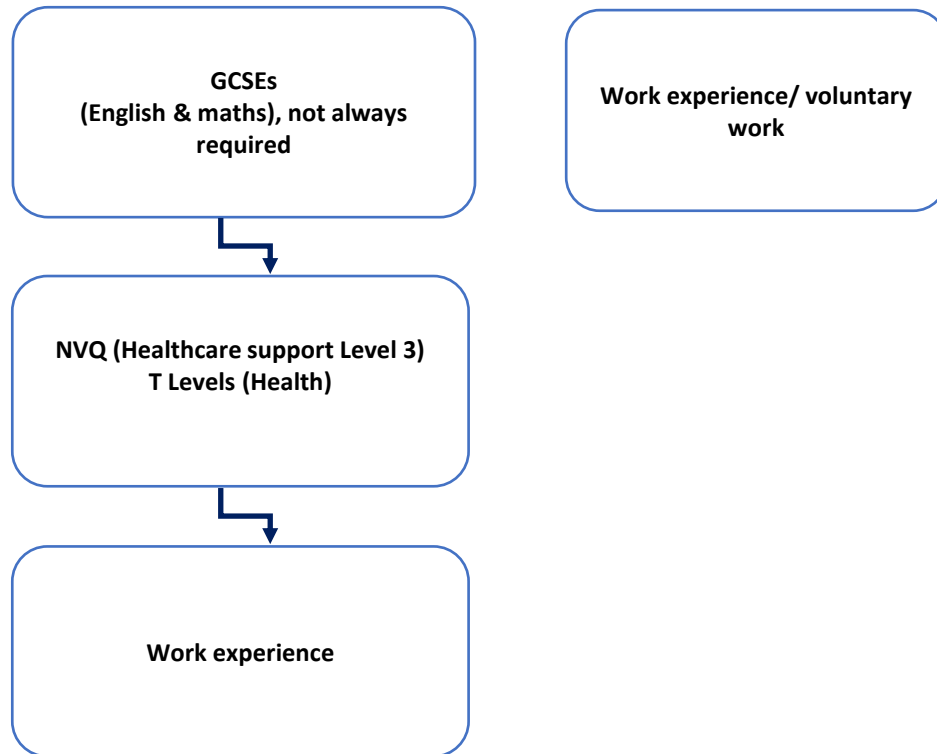 GCSEs
(English & maths), not always
required
Work experience/ voluntary
work
NVQ (Healthcare support Level 3)
T Levels (Health)
Work experience